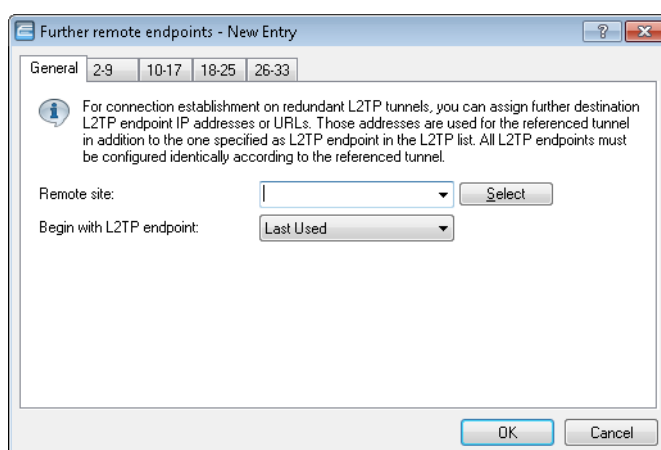 Further remote endpoints - New Entry
General 2-9 10-17 18-25 26-33
For connection establishment on redundant L2TP tunnels, you can assign further destination
L2TP endpoint IP addresses or URLs. Those addresses are used for the referenced tunnel
in addition to the one specified as L2TP endpoint in the L2TP list. All L2TP endpoints must
be configured identically according to the referenced tunnel.
Remote site: Select
Begin with L2TP endpoint: Last Used
OK Cancel